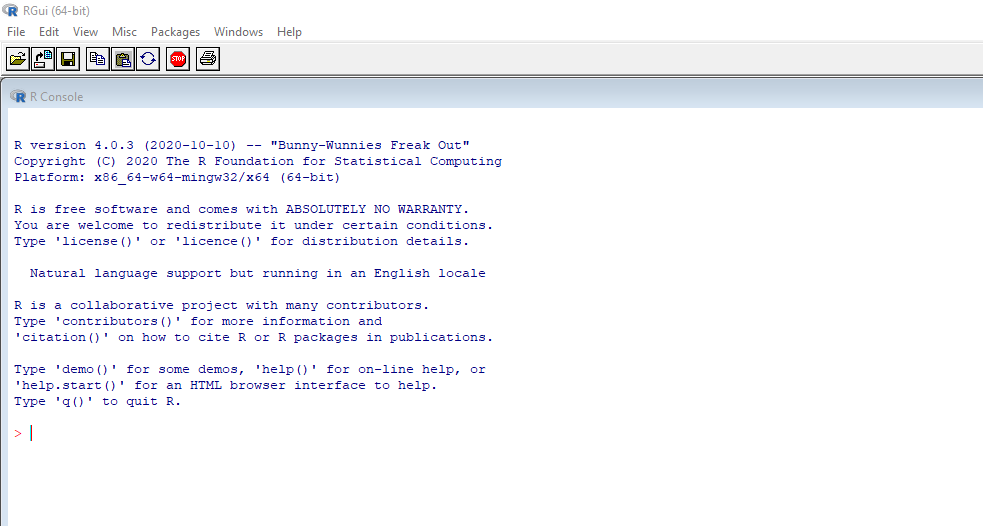 RGui (64-bit)
File Edit View Misc Packages Windows Help
STOP
R Console
R version 4.0.3 (2020-10-10) -- "Bunny-Wunnies Freak Out"
Copyright (C) 2020 The R Foundation for Statistical Computing
Platform: x86_64-w64-mingw32/x64 (64-bit)
R is free software and comes with ABSOLUTELY NO WARRANTY.
You are welcome to redistribute it under certain conditions.
Type 'license()' or 'licence()' for distribution details.
Natural language support but running in an English locale
R is a collaborative project with many contributors.
Type 'contributors()' for more information and
'citation()' on how to cite R or R packages in publications.
Type 'demo()' for some demos, 'help()' for on-line help, or
'help.start()' for an HTML browser interface to help.
Type 'q()' to quit R.
>